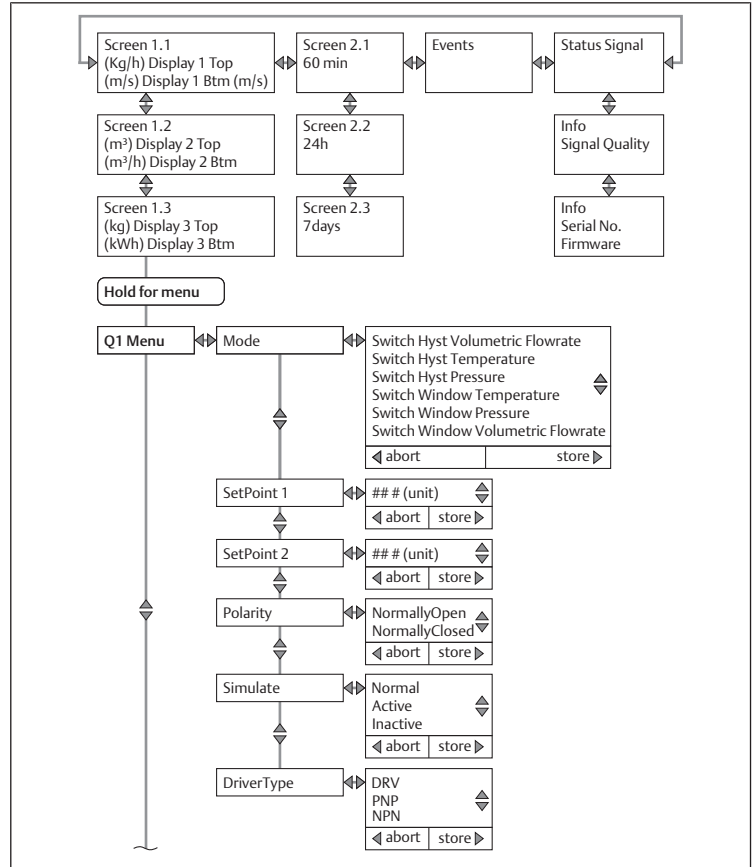 Screen 1.1
(Kg/h) Display 1 Top
(m/s) Display 1 Btm (m/s)
Screen 2.1
60 min
Events
Status Signal
Screen 1.2
(m³) Display 2 Top
(m³/h) Display 2 Btm
Screen 2.2
24h
Info
Signal Quality
Screen 1.3
(kg) Display 3 Top
(kWh) Display 3 Btm
Screen 2.3
7days
Info
Serial No.
Firmware
Hold for menu
Q1 Menu
Mode
Switch Hyst Volumetric Flowrate
Switch Hyst Temperature
Switch Hyst Pressure
Switch Window Temperature
Switch Window Pressure
Switch Window Volumetric Flowrate
abort
store
SetPoint 1
## # (unit)
abort
store
SetPoint 2
## # (unit)
abort
store
Polarity
NormallyOpen
NormallyClosed
abort
store
Simulate
Normal
Active
Inactive
abort
store
DriverType
DRV
PNP
NPN
abort
store